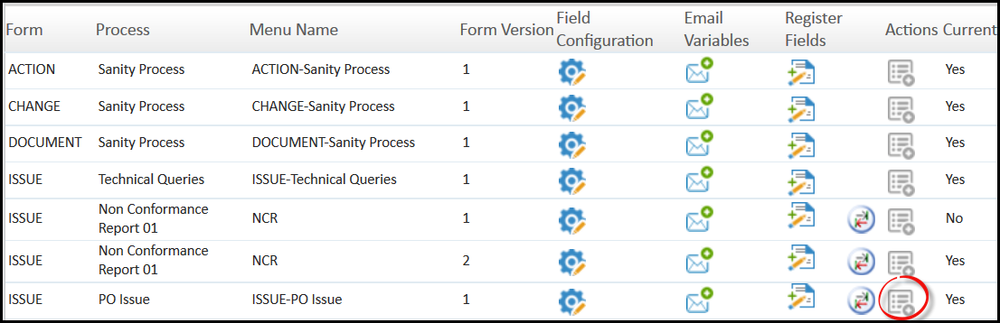 Form Process Menu Name Form Version Field Configuration Email Variables Register Fields Actions Current
ACTION Sanity Process ACTION-Sanity Process 1 Yes
CHANGE Sanity Process CHANGE-Sanity Process 1 Yes
DOCUMENT Sanity Process DOCUMENT-Sanity Process 1 Yes
ISSUE Technical Queries ISSUE-Technical Queries 1 Yes
ISSUE Non Conformance Report 01 NCR 1 No
ISSUE Non Conformance Report 01 NCR 2 Yes
ISSUE PO Issue ISSUE-PO Issue 1 Yes